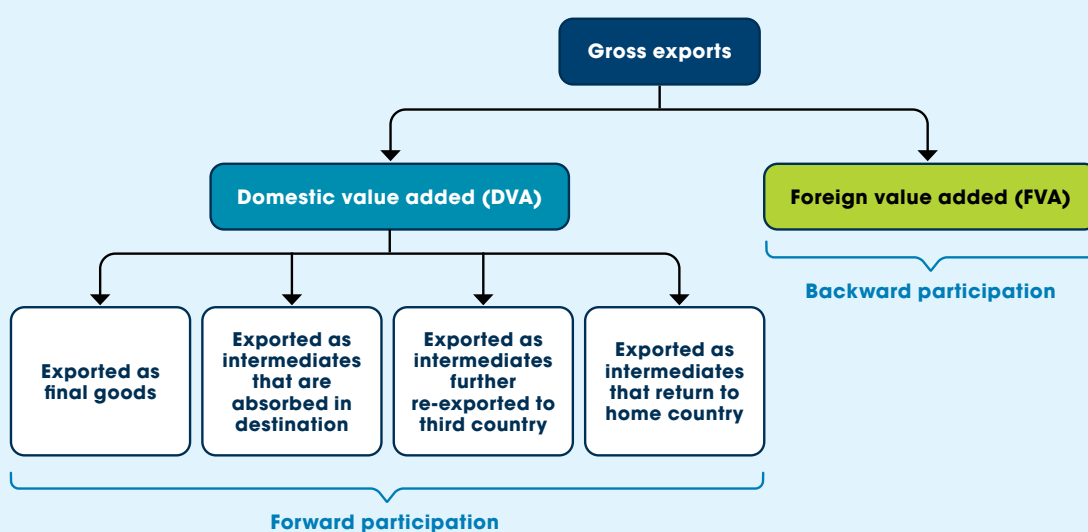 Gross exports
Domestic value added (DVA)
Foreign value added (FVA)
Backward participation
Exported as
final goods
Exported as
intermediates
that are
absorbed in
destination
Exported as
intermediates
further
re-exported to
third country
Exported as
intermediates
that return to
home country
Forward participation